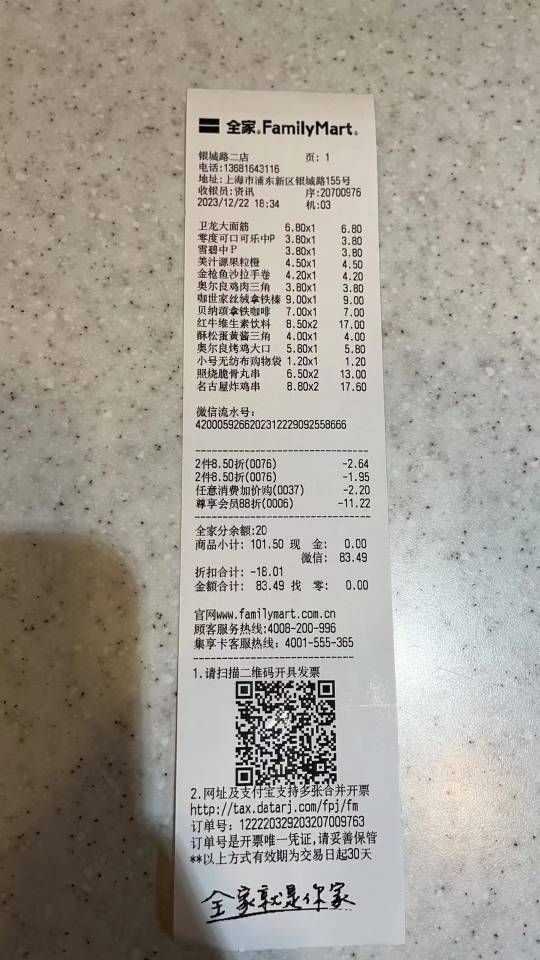 全家®FamilyMart®
银城路二店 页: 1
电话:13681643116
地址:上海市浦东新区银城路155号
收银员:资讯 序:20700976
2023/12/22 18:34 机:03
卫龙大面筋 6.80x1 6.80
零度可口可乐中P 3.80x1 3.80
雪碧中P 3.80x1 3.80
美汁源果粒橙 4.50x1 4.50
金枪鱼沙拉手卷 4.20x1 4.20
奥尔良鸡肉三角 3.80x1 3.80
咖世家丝绒拿铁榛 9.00x1 9.00
贝纳颂拿铁咖啡 7.00x1 7.00
红牛维生素饮料 8.50x2 17.00
酥松蛋黄酱三角 4.00x1 4.00
奥尔良烤鸡大口 5.80x1 5.80
小号无纺布购物袋 1.20x1 1.20
照烧脆骨丸串 6.50x2 13.00
名古屋炸鸡串 8.80x2 17.60
微信流水号:
4200059266202312229092558666
2件8.50折(0076) -2.64
2件8.50折(0076) -1.95
任意消费加价购(0037) -2.20
尊享会员88折(0006) -11.22
全家分余额:20
商品小计: 101.50 现 金: 0.00
微信: 83.49
折扣合计: -18.01
金额合计: 83.49 找 零: 0.00
官网www.familymart.com.cn
顾客服务热线:4008-200-996
集享卡客服热线: 4001-555-365
1.请扫描二维码开具发票
2.网址及支付宝支持多张合并开票
http://tax.datarj.com/fpj/fm
订单号: 122220329203207009763
订单号是开票唯一凭证,请妥善保管
**以上方式有效期为交易日起30天
全家就是你家